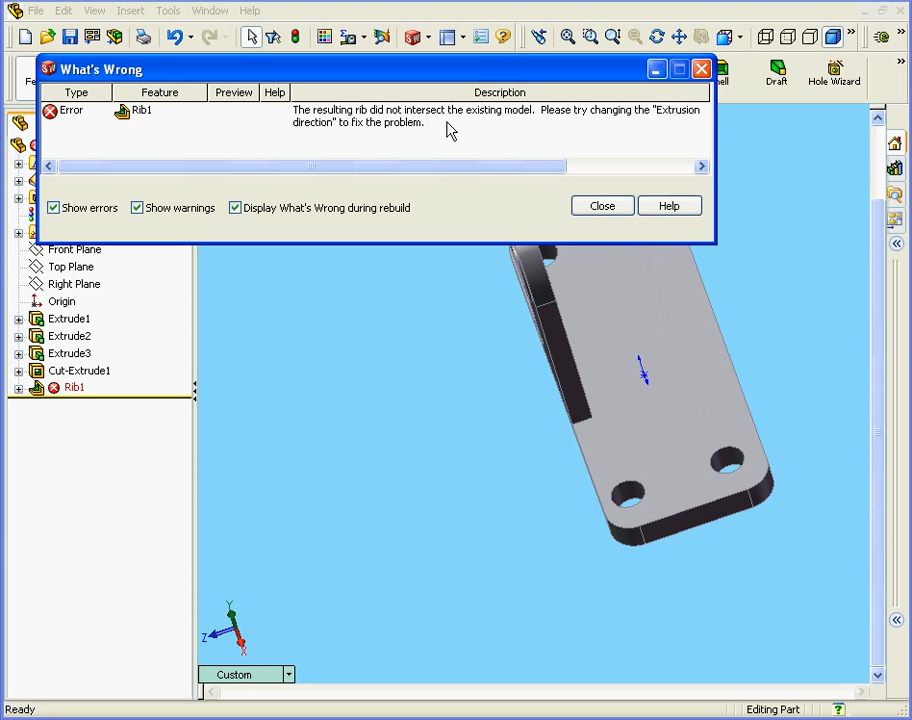 File Edit View Insert Tools Window Help
What's Wrong
Draft
Hole Wizard
Type Feature Preview Help Description
Error Rib1 The resulting rib did not intersect the existing model. Please try changing the "Extrusion
direction" to fix the problem.
Show errors Show warnings Display What's Wrong during rebuild Close Help
Front Plane
Top Plane
Right Plane
Origin
Extrude1
Extrude2
Extrude3
Cut-Extrude1
Rib1
Y
Z
X
Custom
Ready Editing Part